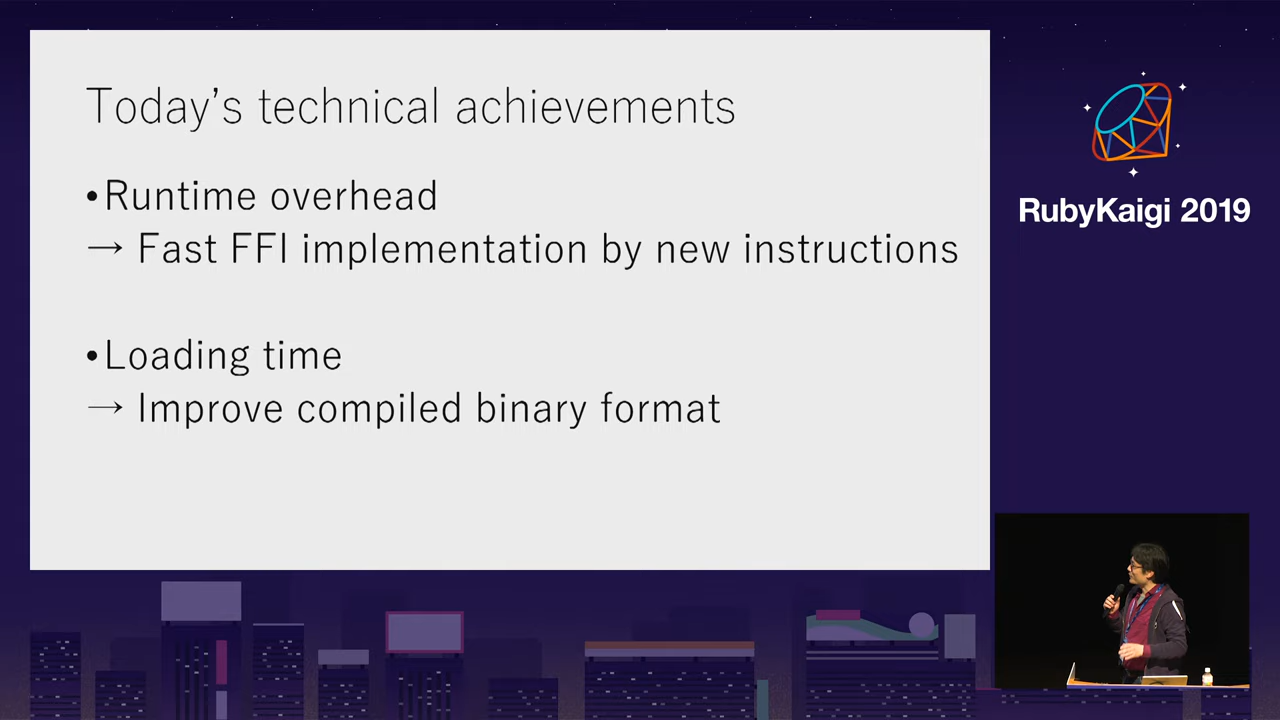 Today’s technical achievements
•Runtime overhead
→ Fast FFI implementation by new instructions
•Loading time
→ Improve compiled binary format
RubyKaigi 2019